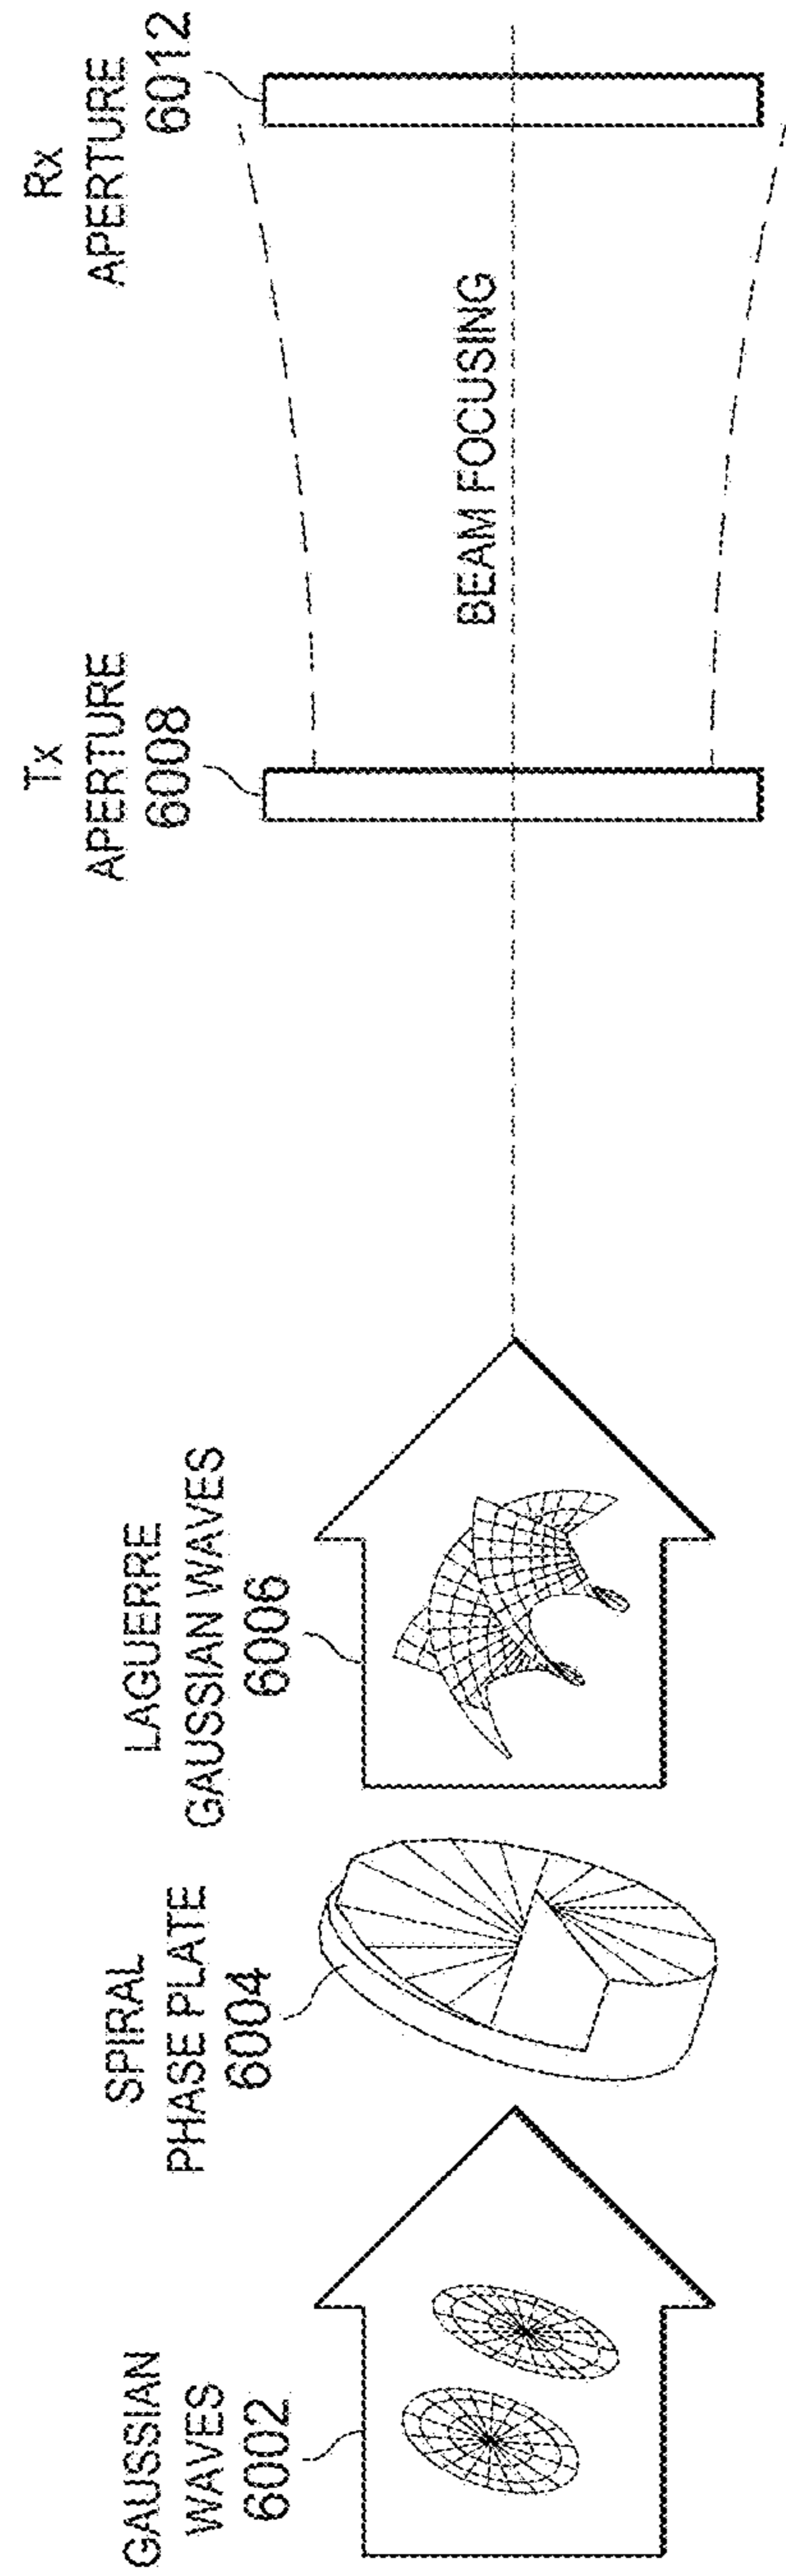 GAUSSIAN
WAVES
6002
SPIRAL
PHASE PLATE
6004
LAGUERRE
GAUSSIAN WAVES
6006
Tx
APERTURE
6008
BEAM FOCUSING
Rx
APERTURE
6012